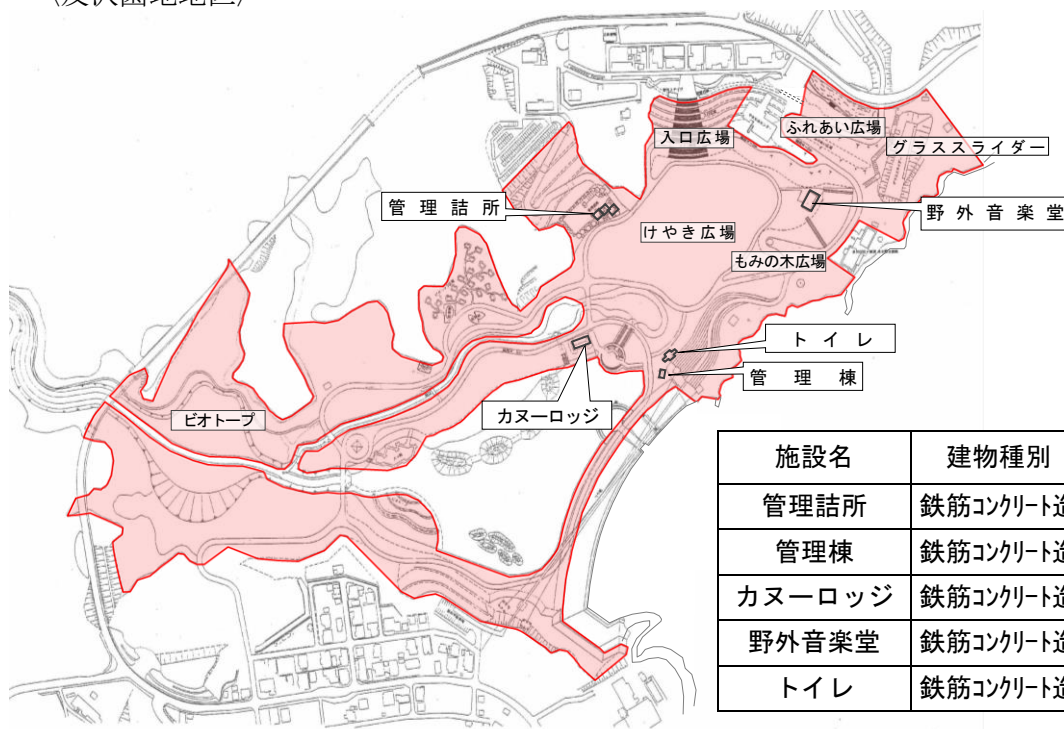 入口広場
ふれあい広場
グラススライダー
管理詰所
野外音楽堂
けやき広場
もみの木広場
トイレ
管理棟
カヌーロッジ
ビオトープ
施設名 建物種別
管理詰所 鉄筋コンクリート造
管理棟 鉄筋コンクリート造
カヌーロッジ 鉄筋コンクリート造
野外音楽堂 鉄筋コンクリート造
トイレ 鉄筋コンクリート造